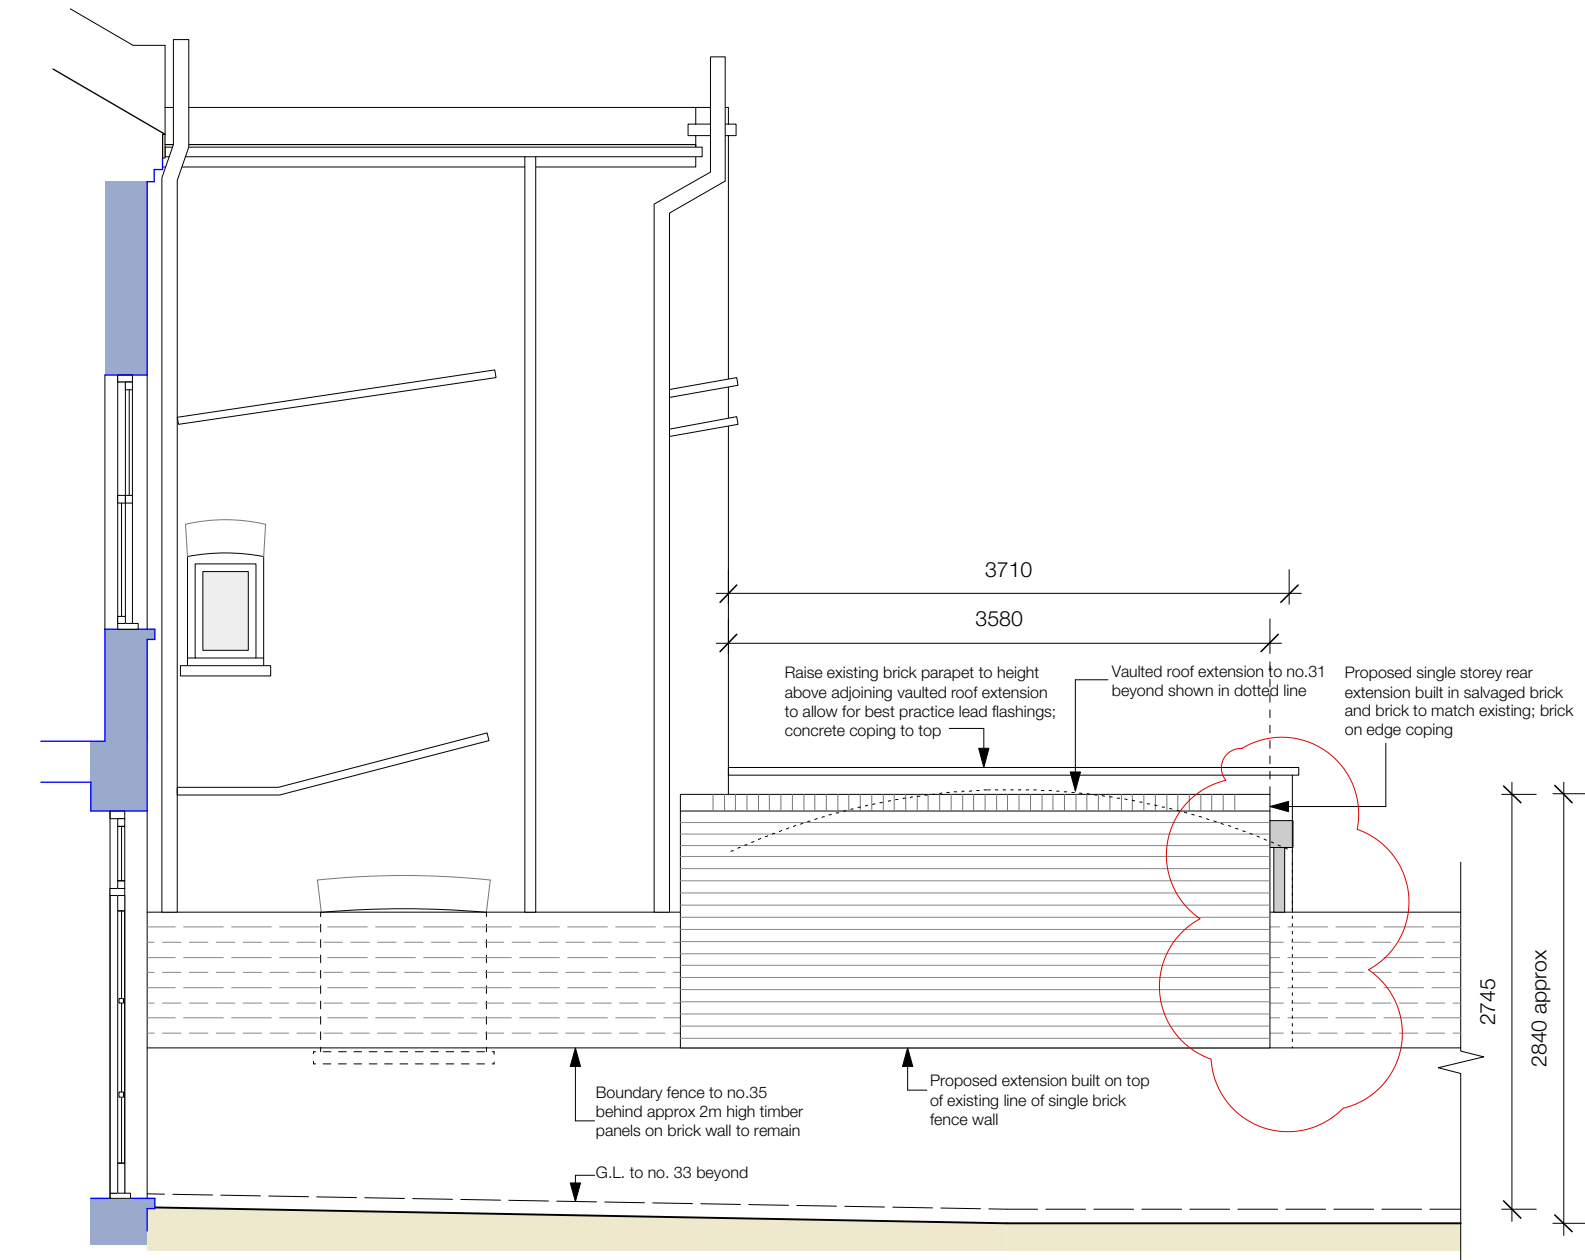 3710
3580
Raise existing brick parapet to height
above adjoining vaulted roof extension
to allow for best practice lead flashings;
concrete coping to top
Vaulted roof extension to no.31
beyond shown in dotted line
Proposed single storey rear
extension built in salvaged brick
and brick to match existing; brick
on edge coping
2745
2840 approx
Boundary fence to no.35
behind approx 2m high timber
panels on brick wall to remain
Proposed extension built on top
of existing line of single brick
fence wall
G.L. to no. 33 beyond